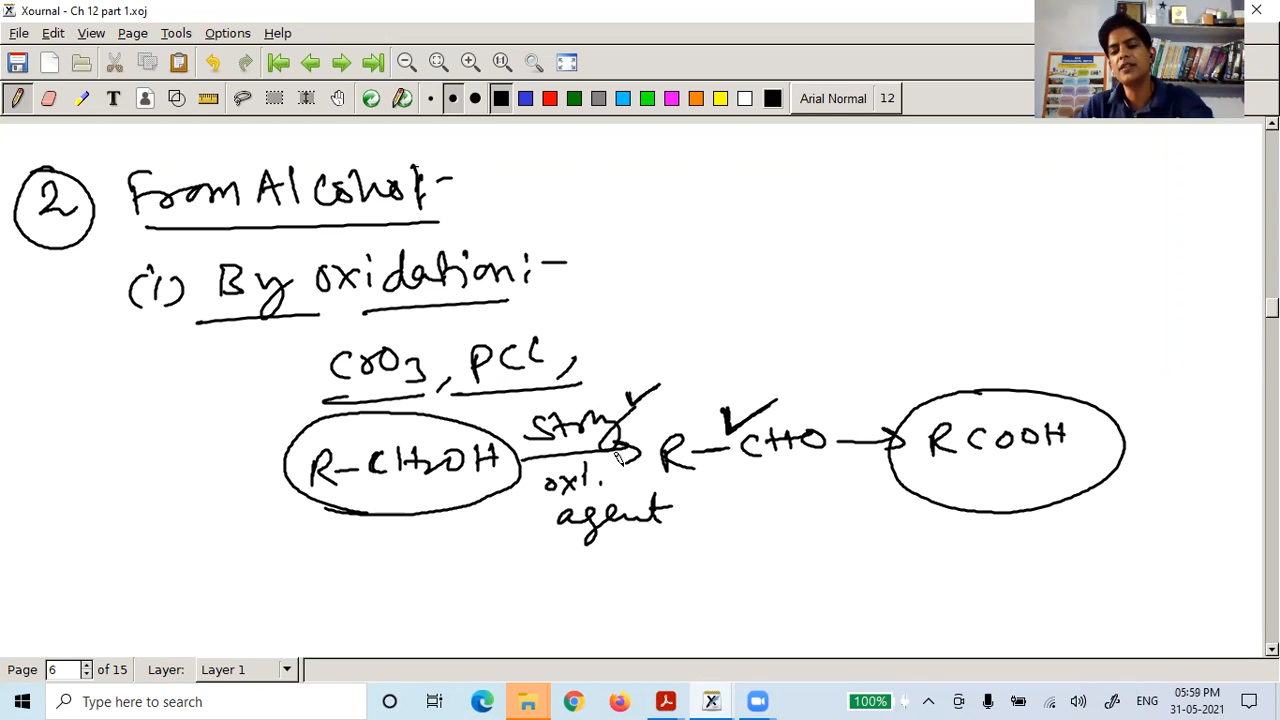 Xournal - Ch 12 part 1.xoj
File Edit View Page Tools Options Help
Arial Normal 12
2 From Alcohol-
(i) By oxidation:-
CrO3, PCC,
R-CH2OH Strong oxi. agent R-CHO → RCOOH
Page 6 of 15 Layer: Layer 1
Type here to search
100%
ENG
05:59 PM
31-05-2021